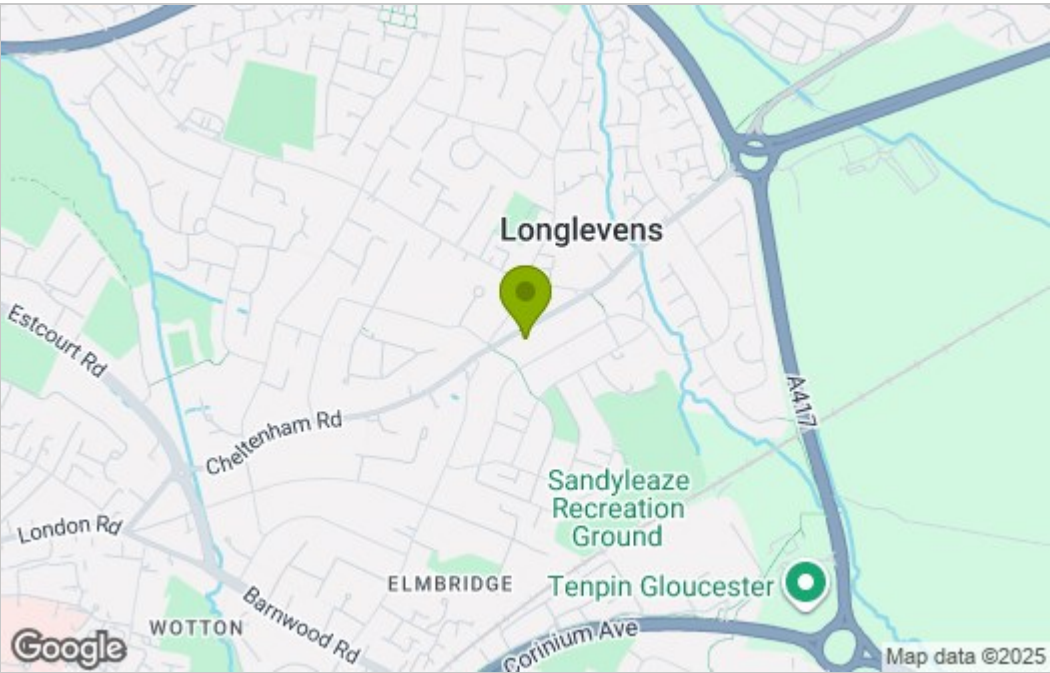 Longlevens
Estcourt Rd
A417
Cheltenham Rd
Sandyleaze
Recreation
Ground
London Rd
ELMBRIDGE
Tenpin Gloucester
Barnwood Rd
WOTTON
Corinium Ave
Google
Map data ©2025